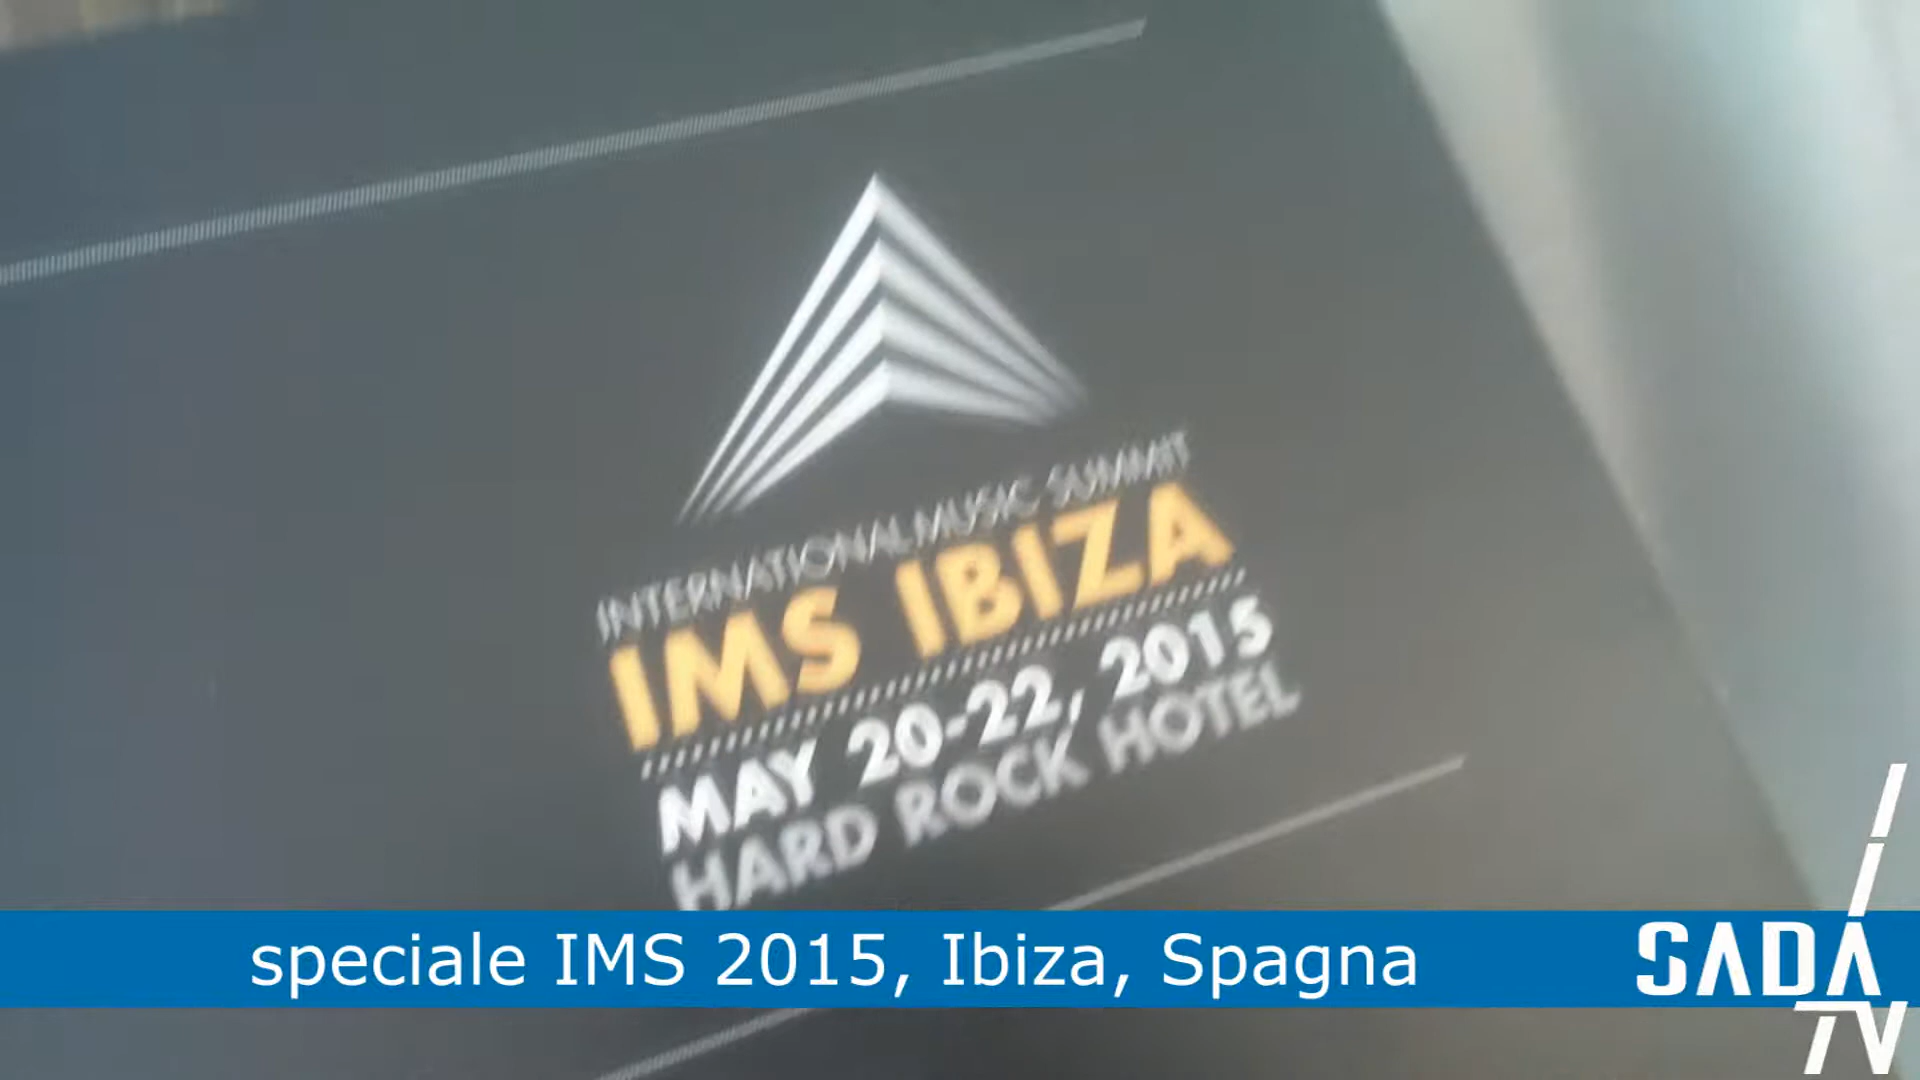 INTERNATIONAL MUSIC SUMMIT
IMS IBIZA
MAY 20-22, 2015
HARD ROCK HOTEL
speciale IMS 2015, Ibiza, Spagna
SADA
TV